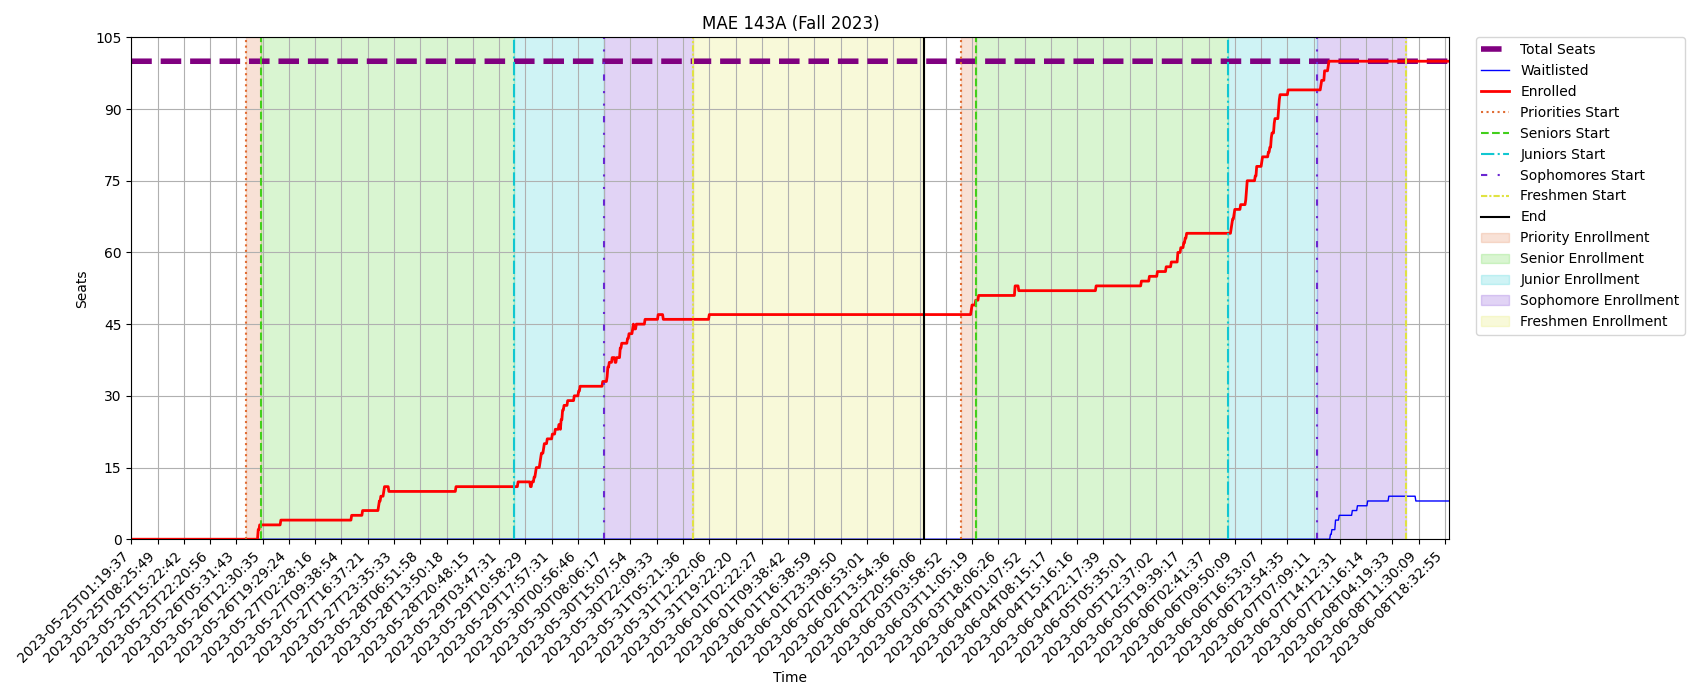 MAE 143A (Fall 2023)
105
90
75
60
45
30
15
0
Seats
2023-05-25T01:19:37
2023-05-25T08:25:49
2023-05-25T15:22:42
2023-05-25T22:20:56
2023-05-26T05:31:43
2023-05-26T12:30:35
2023-05-26T19:29:24
2023-05-27T02:28:16
2023-05-27T09:38:54
2023-05-27T16:37:21
2023-05-27T23:35:33
2023-05-28T06:51:58
2023-05-28T13:50:18
2023-05-28T20:48:15
2023-05-29T03:47:31
2023-05-29T10:58:29
2023-05-29T17:57:31
2023-05-30T00:56:46
2023-05-30T08:06:17
2023-05-30T15:07:54
2023-05-30T22:09:33
2023-05-31T05:21:36
2023-05-31T12:22:06
2023-05-31T19:22:20
2023-06-01T02:22:27
2023-06-01T09:38:42
2023-06-01T16:38:59
2023-06-01T23:39:50
2023-06-02T06:53:01
2023-06-02T13:54:36
2023-06-02T20:56:06
2023-06-03T03:58:52
2023-06-03T11:05:19
2023-06-03T18:06:26
2023-06-04T01:07:52
2023-06-04T08:15:17
2023-06-04T15:16:16
2023-06-04T22:17:39
2023-06-05T05:35:01
2023-06-05T12:37:02
2023-06-05T19:39:17
2023-06-06T02:41:37
2023-06-06T09:50:09
2023-06-06T16:53:07
2023-06-06T23:54:35
2023-06-07T07:09:11
2023-06-07T14:12:31
2023-06-07T21:16:14
2023-06-08T04:19:33
2023-06-08T11:30:09
2023-06-08T18:32:55
Time
Total Seats
Waitlisted
Enrolled
Priorities Start
Seniors Start
Juniors Start
Sophomores Start
Freshmen Start
End
Priority Enrollment
Senior Enrollment
Junior Enrollment
Sophomore Enrollment
Freshmen Enrollment